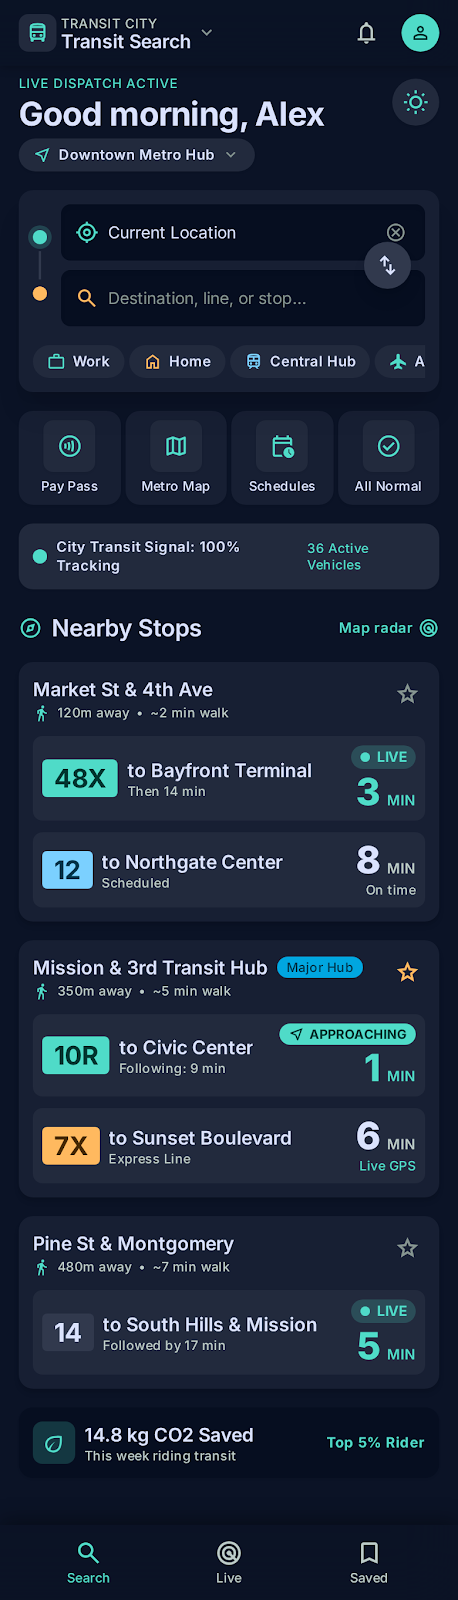 TRANSIT CITY
Transit Search
LIVE DISPATCH ACTIVE
Good morning, Alex
Downtown Metro Hub
Current Location
Destination, line, or stop...
Work
Home
Central Hub
A
Pay Pass
Metro Map
Schedules
All Normal
City Transit Signal: 100%
Tracking
36 Active
Vehicles
Nearby Stops
Map radar
Market St & 4th Ave
120m away • ~2 min walk
48X
to Bayfront Terminal
Then 14 min
LIVE
3 MIN
12
to Northgate Center
Scheduled
8 MIN
On time
Mission & 3rd Transit Hub
Major Hub
350m away • ~5 min walk
10R
to Civic Center
Following: 9 min
APPROACHING
1 MIN
7X
to Sunset Boulevard
Express Line
6 MIN
Live GPS
Pine St & Montgomery
480m away • ~7 min walk
14
to South Hills & Mission
Followed by 17 min
LIVE
5 MIN
14.8 kg CO2 Saved
This week riding transit
Top 5% Rider
Search
Live
Saved